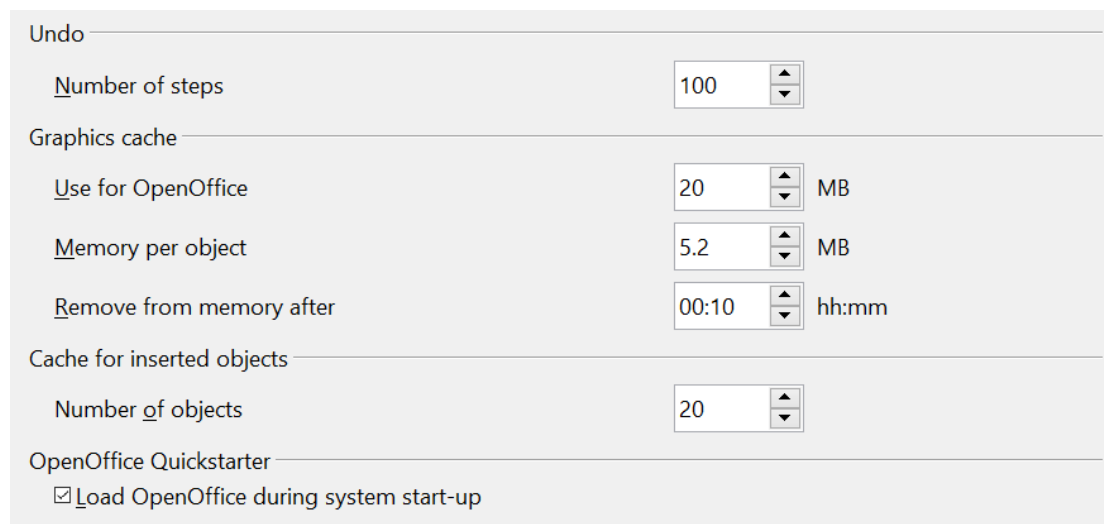 Undo
Number of steps 100
Graphics cache
Use for OpenOffice 20 MB
Memory per object 5.2 MB
Remove from memory after 00:10 hh:mm
Cache for inserted objects
Number of objects 20
OpenOffice Quickstarter
Load OpenOffice during system start-up